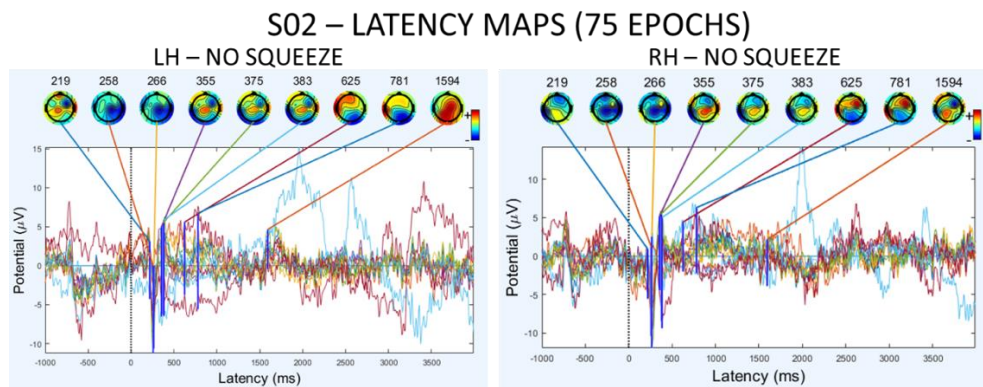 S02 – LATENCY MAPS (75 EPOCHS)
LH – NO SQUEEZE
219 258 266 355 375 383 625 781 1594
+
-
15
10
5
0
-5
-10
Potential (μV)
-1000 -500 0 500 1000 1500 2000 2500 3000 3500
Latency (ms)
RH – NO SQUEEZE
219 258 266 355 375 383 625 781 1594
+
-
10
5
0
-5
-10
Potential (μV)
-1000 -500 0 500 1000 1500 2000 2500 3000 3500
Latency (ms)